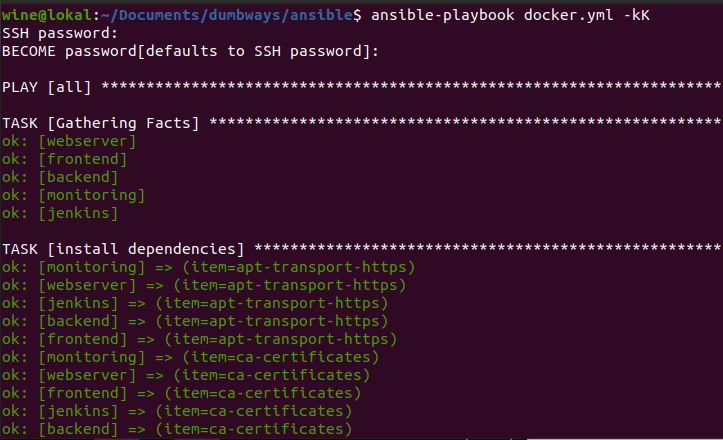 wine@lokal:~/Documents/dumbways/ansible$ ansible-playbook docker.yml -kK
SSH password:
BECOME password[defaults to SSH password]:
PLAY [all] *********************************************************************
TASK [Gathering Facts] *********************************************************
ok: [webserver]
ok: [frontend]
ok: [backend]
ok: [monitoring]
ok: [jenkins]
TASK [install dependencies] ****************************************************
ok: [monitoring] => (item=apt-transport-https)
ok: [webserver] => (item=apt-transport-https)
ok: [jenkins] => (item=apt-transport-https)
ok: [backend] => (item=apt-transport-https)
ok: [frontend] => (item=apt-transport-https)
ok: [monitoring] => (item=ca-certificates)
ok: [webserver] => (item=ca-certificates)
ok: [frontend] => (item=ca-certificates)
ok: [jenkins] => (item=ca-certificates)
ok: [backend] => (item=ca-certificates)